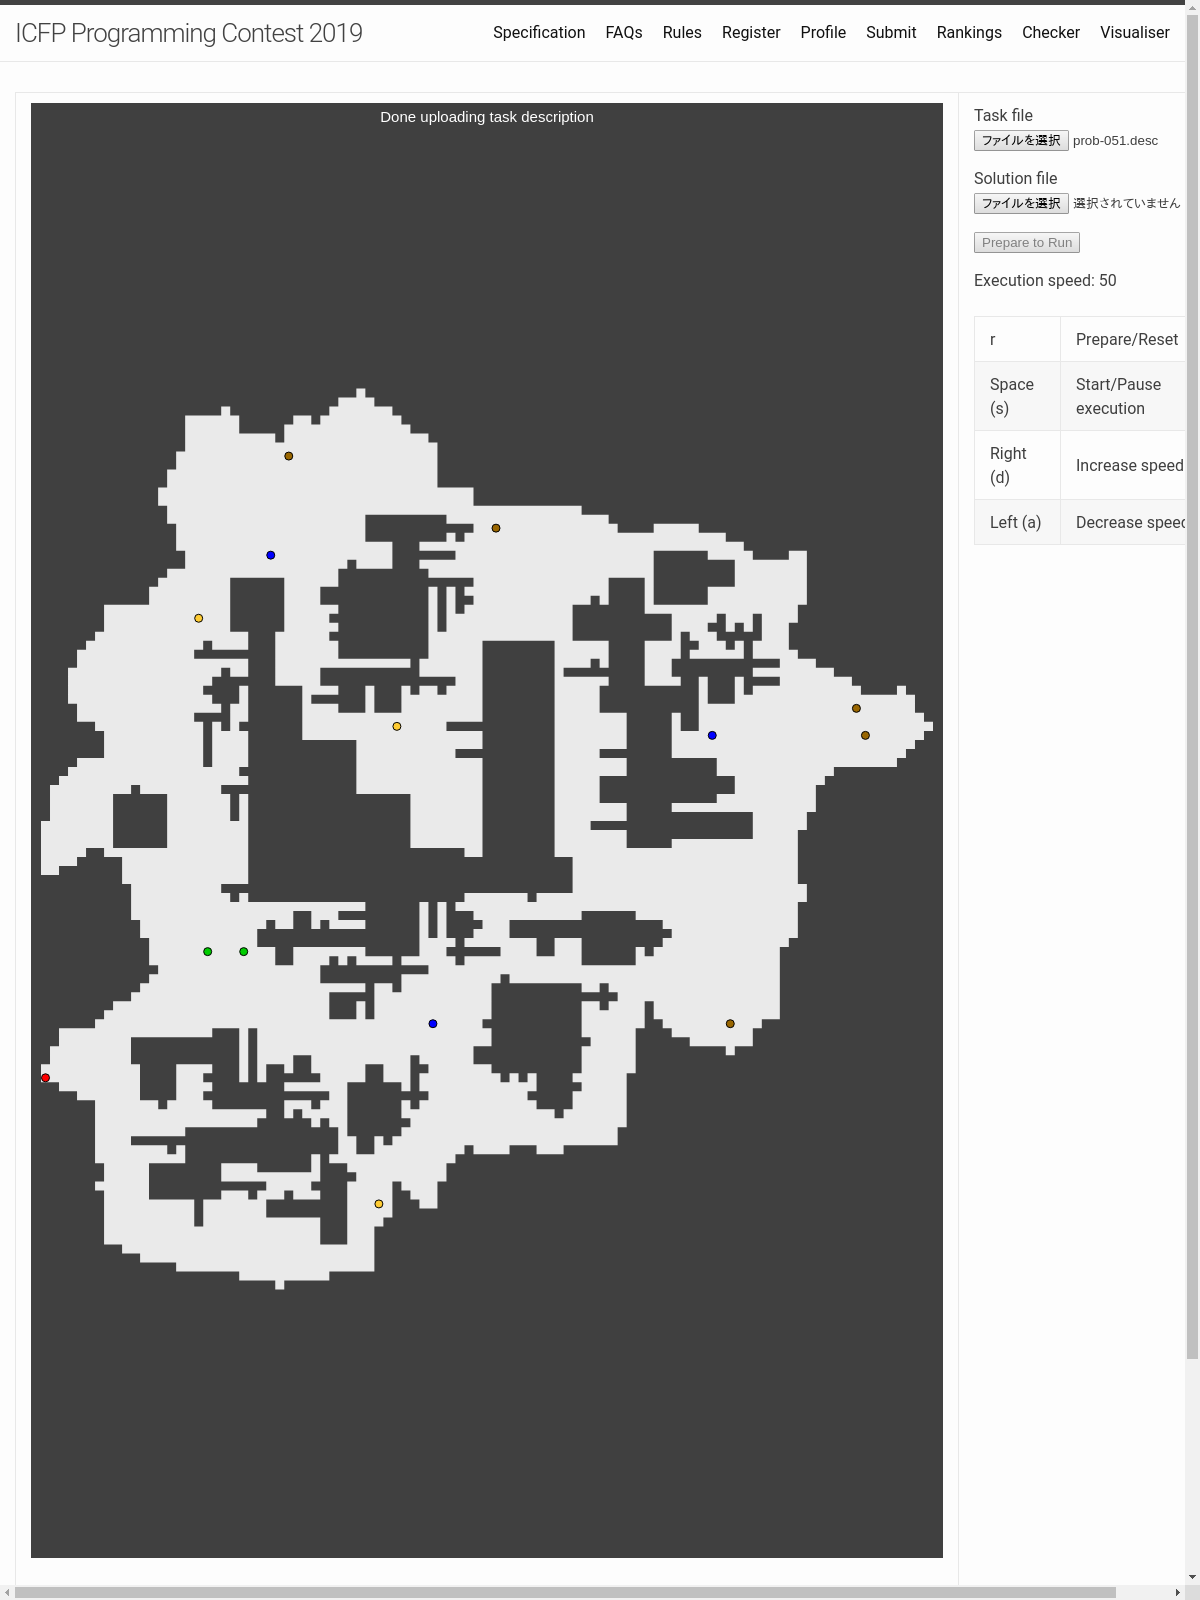 ICFP Programming Contest 2019
Specification FAQs Rules Register Profile Submit Rankings Checker Visualiser
Done uploading task description
Task file
ファイルを選択 prob-051.desc
Solution file
ファイルを選択 選択されていません
Prepare to Run
Execution speed: 50
r Prepare/Reset
Space (s) Start/Pause execution
Right (d) Increase speed
Left (a) Decrease speed